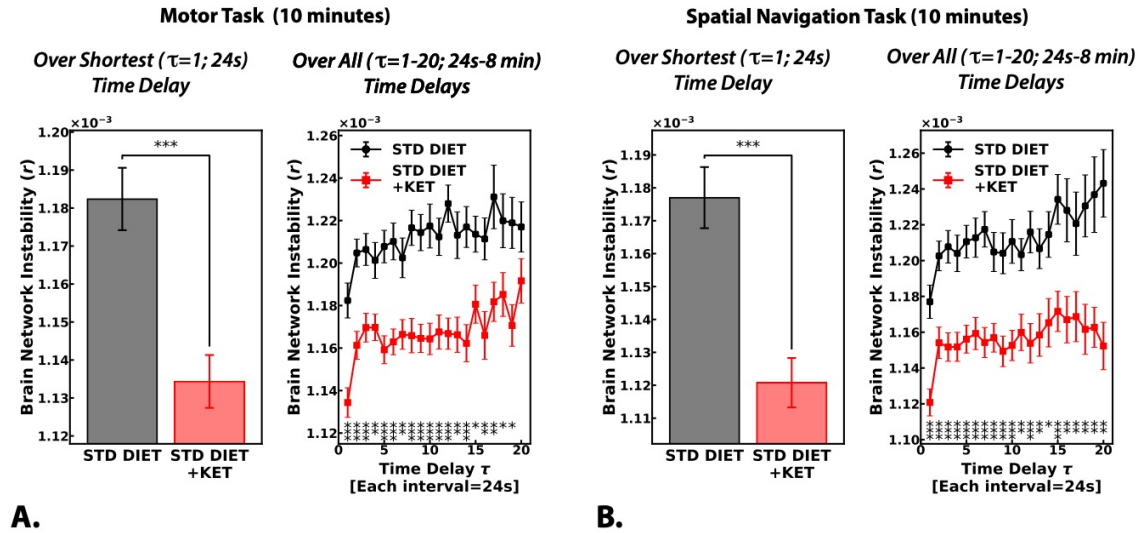 Motor Task (10 minutes)
Over Shortest (τ=1; 24s)
Time Delay
×10⁻³
1.20
1.19
1.18
1.17
1.16
1.15
1.14
1.13
1.12
Brain Network Instability (r)
***
STD DIET
STD DIET
+KET
Over All (τ=1-20; 24s-8 min)
Time Delays
×10⁻³
1.26
1.24
1.22
1.20
1.18
1.16
1.14
1.12
Brain Network Instability (r)
STD DIET
STD DIET
+KET
0 5 10 15 20
Time Delay τ
[Each interval=24s]
A.
Spatial Navigation Task (10 minutes)
Over Shortest (τ=1; 24s)
Time Delay
×10⁻³
1.19
1.18
1.17
1.16
1.15
1.14
1.13
1.12
1.11
Brain Network Instability (r)
***
STD DIET
STD DIET
+KET
Over All (τ=1-20; 24s-8 min)
Time Delays
×10⁻³
1.26
1.24
1.22
1.20
1.18
1.16
1.14
1.12
1.10
Brain Network Instability (r)
STD DIET
STD DIET
+KET
0 5 10 15 20
Time Delay τ
[Each interval=24s]
B.